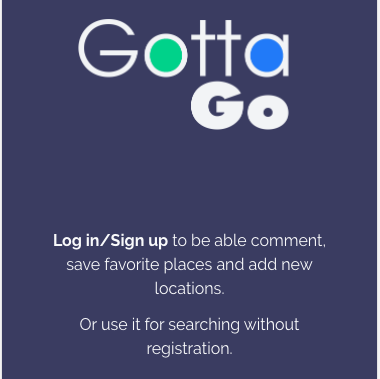 Gotta
Go
Log in/Sign up to be able comment,
save favorite places and add new
locations.
Or use it for searching without
registration.